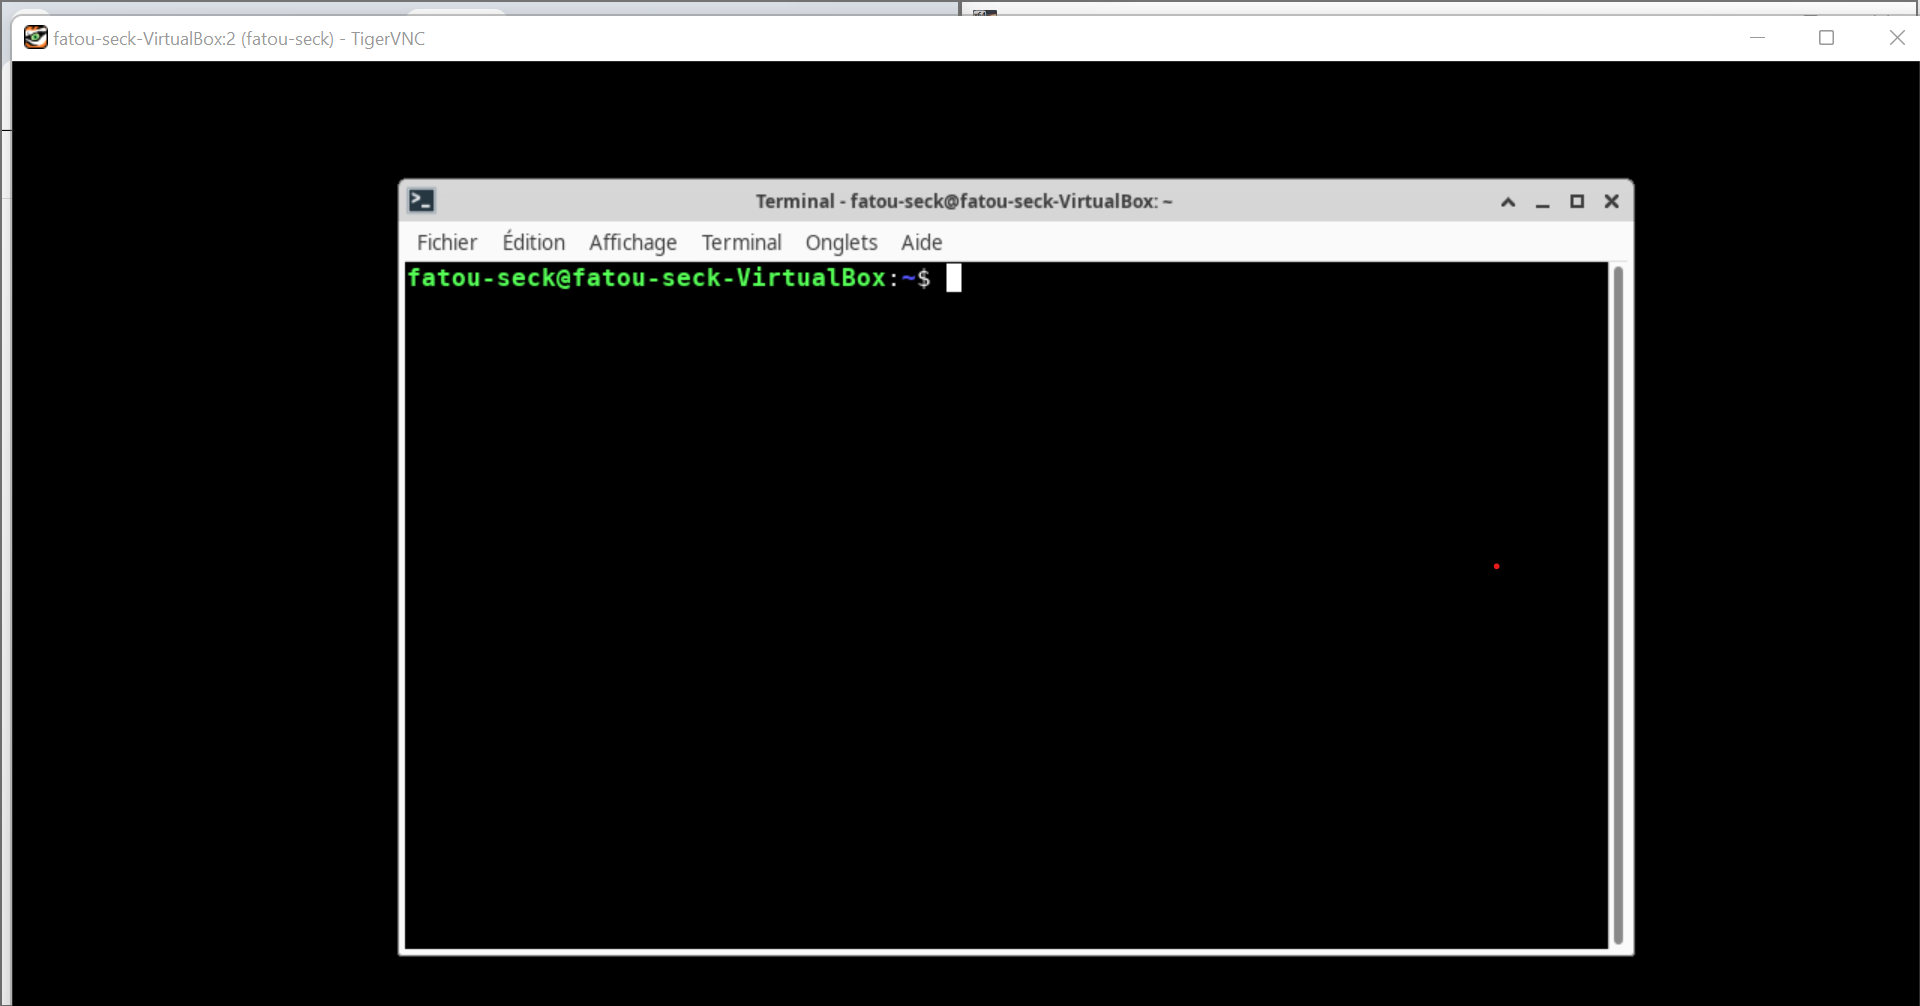 fatou-seck-VirtualBox:2 (fatou-seck) - TigerVNC
Terminal - fatou-seck@fatou-seck-VirtualBox: ~
Fichier Édition Affichage Terminal Onglets Aide
fatou-seck@fatou-seck-VirtualBox:~$